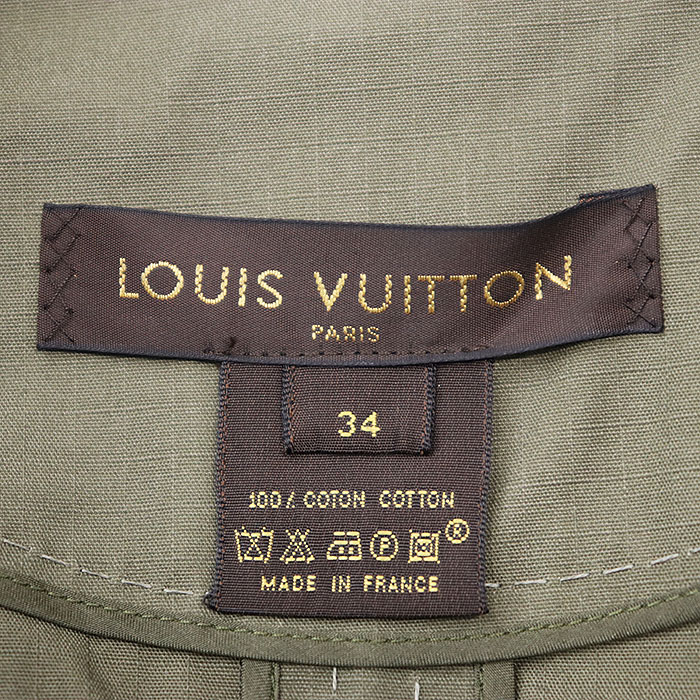 LOUIS VUITTON
PARIS
34
100% COTON COTTON
P ®
MADE IN FRANCE